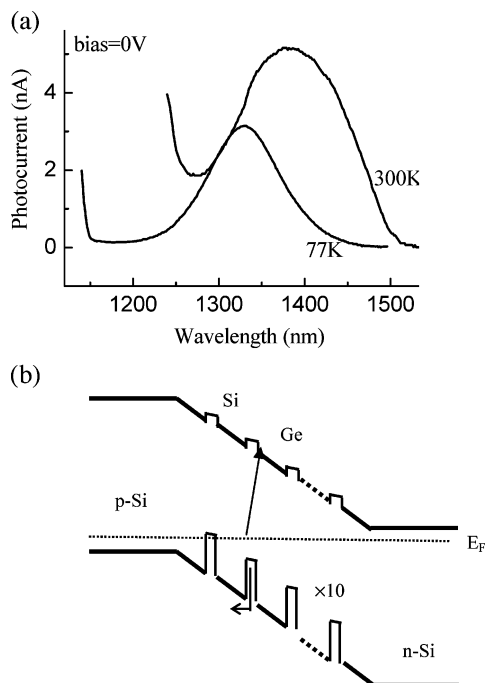 (a)
bias=0V
Photocurrent (nA)
4
2
0
300K
77K
1200
1300
1400
1500
Wavelength (nm)
(b)
Si
Ge
p-Si
E_F
×10
n-Si